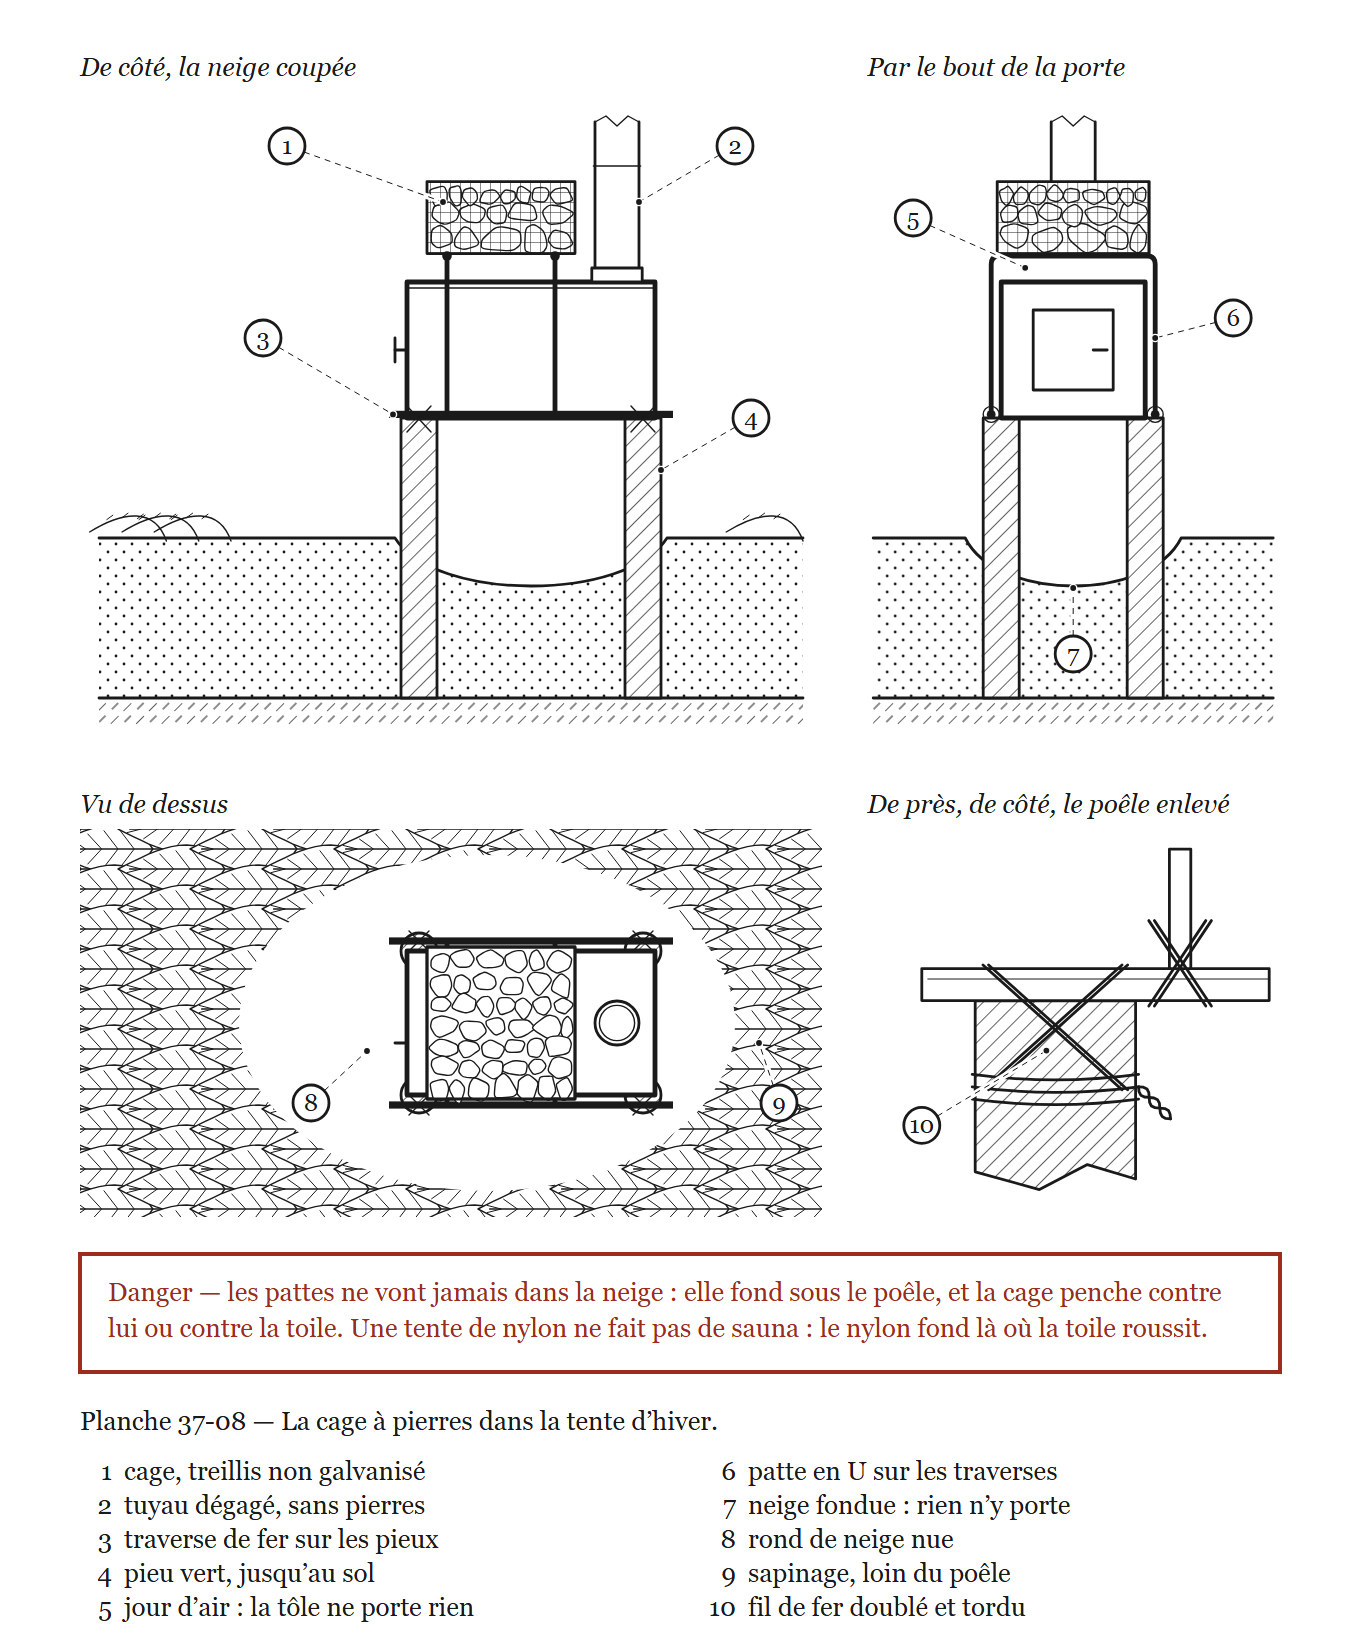 De côté, la neige coupée
Par le bout de la porte
1
2
3
4
5
6
7
Vu de dessus
De près, de côté, le poêle enlevé
8
9
10
Danger — les pattes ne vont jamais dans la neige : elle fond sous le poêle, et la cage penche contre
lui ou contre la toile. Une tente de nylon ne fait pas de sauna : le nylon fond là où la toile roussit.
Planche 37-08 — La cage à pierres dans la tente d’hiver.
1 cage, treillis non galvanisé
2 tuyau dégagé, sans pierres
3 traverse de fer sur les pieux
4 pieu vert, jusqu’au sol
5 jour d’air : la tôle ne porte rien
6 patte en U sur les traverses
7 neige fondue : rien n’y porte
8 rond de neige nue
9 sapinage, loin du poêle
10 fil de fer doublé et tordu